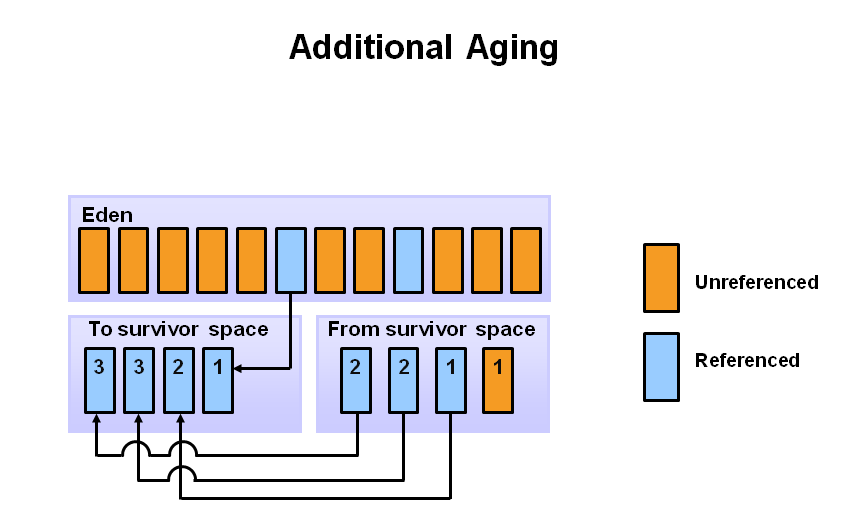 Additional Aging
Eden
To survivor space
From survivor space
3 3 2 1
2 2 1 1
Unreferenced
Referenced